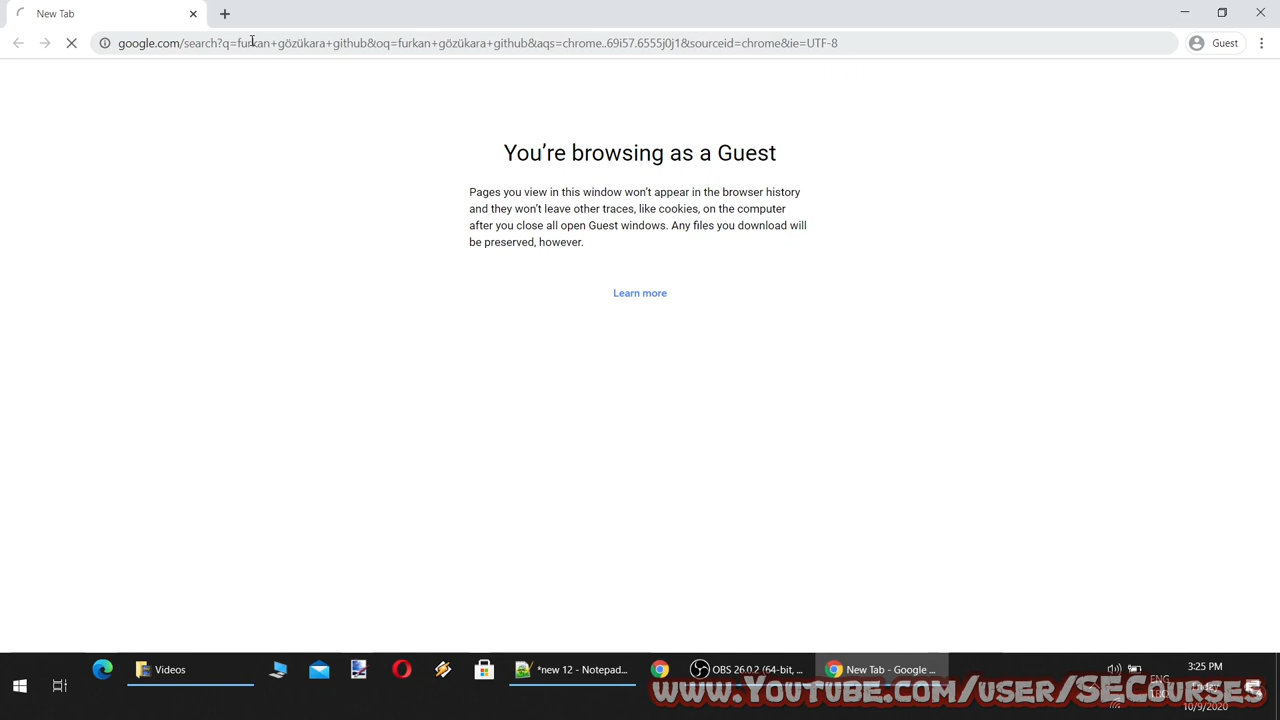 New Tab
google.com/search?q=furkan+gözükara+github&oq=furkan+gözükara+github&aqs=chrome..69i57.6555j0j1&sourceid=chrome&ie=UTF-8
Guest
You're browsing as a Guest
Pages you view in this window won't appear in the browser history
and they won't leave other traces, like cookies, on the computer
after you close all open Guest windows. Any files you download will
be preserved, however.
Learn more
Videos
*new 12 - Notepad...
OBS 26.0.2 (64-bit, ...
New Tab - Google ...
3:25 PM
ENG
Friday
10/9/2020
www.YouTube.com/user/SECourses